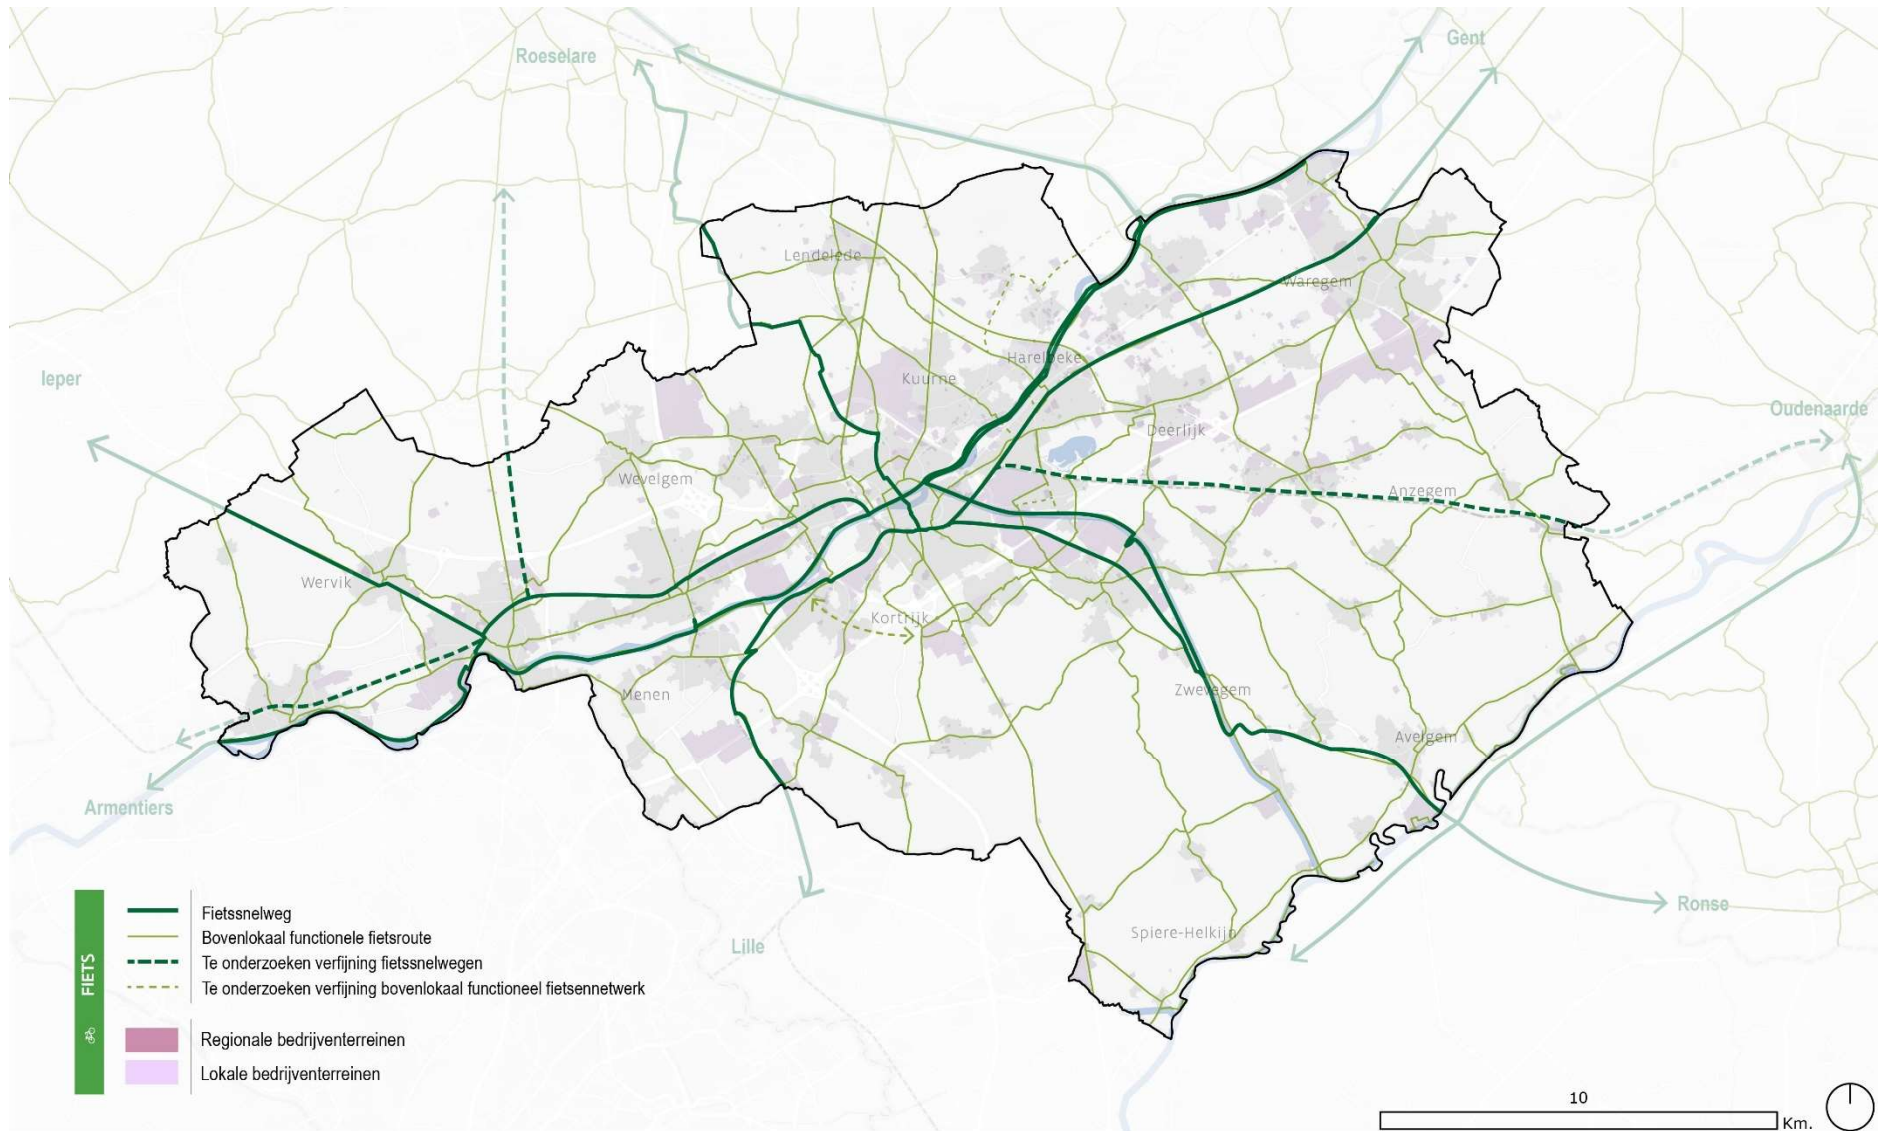 Roeselare
Gent
Lendelede
Waregem
Harelbeke
Ieper
Kuurne
Oudenaarde
Deerlijk
Wevelgem
Anzegem
Wervik
Kortrijk
Menen
Zwevegem
Avelgem
Armentiers
Ronse
Lille
Spiere-Helkijn
FIETS
Fietssnelweg
Bovenlokaal functionele fietsroute
Te onderzoeken verfijning fietssnelwegen
Te onderzoeken verfijning bovenlokaal functioneel fietsennetwerk
Regionale bedrijventerreinen
Lokale bedrijventerreinen
10
Km.